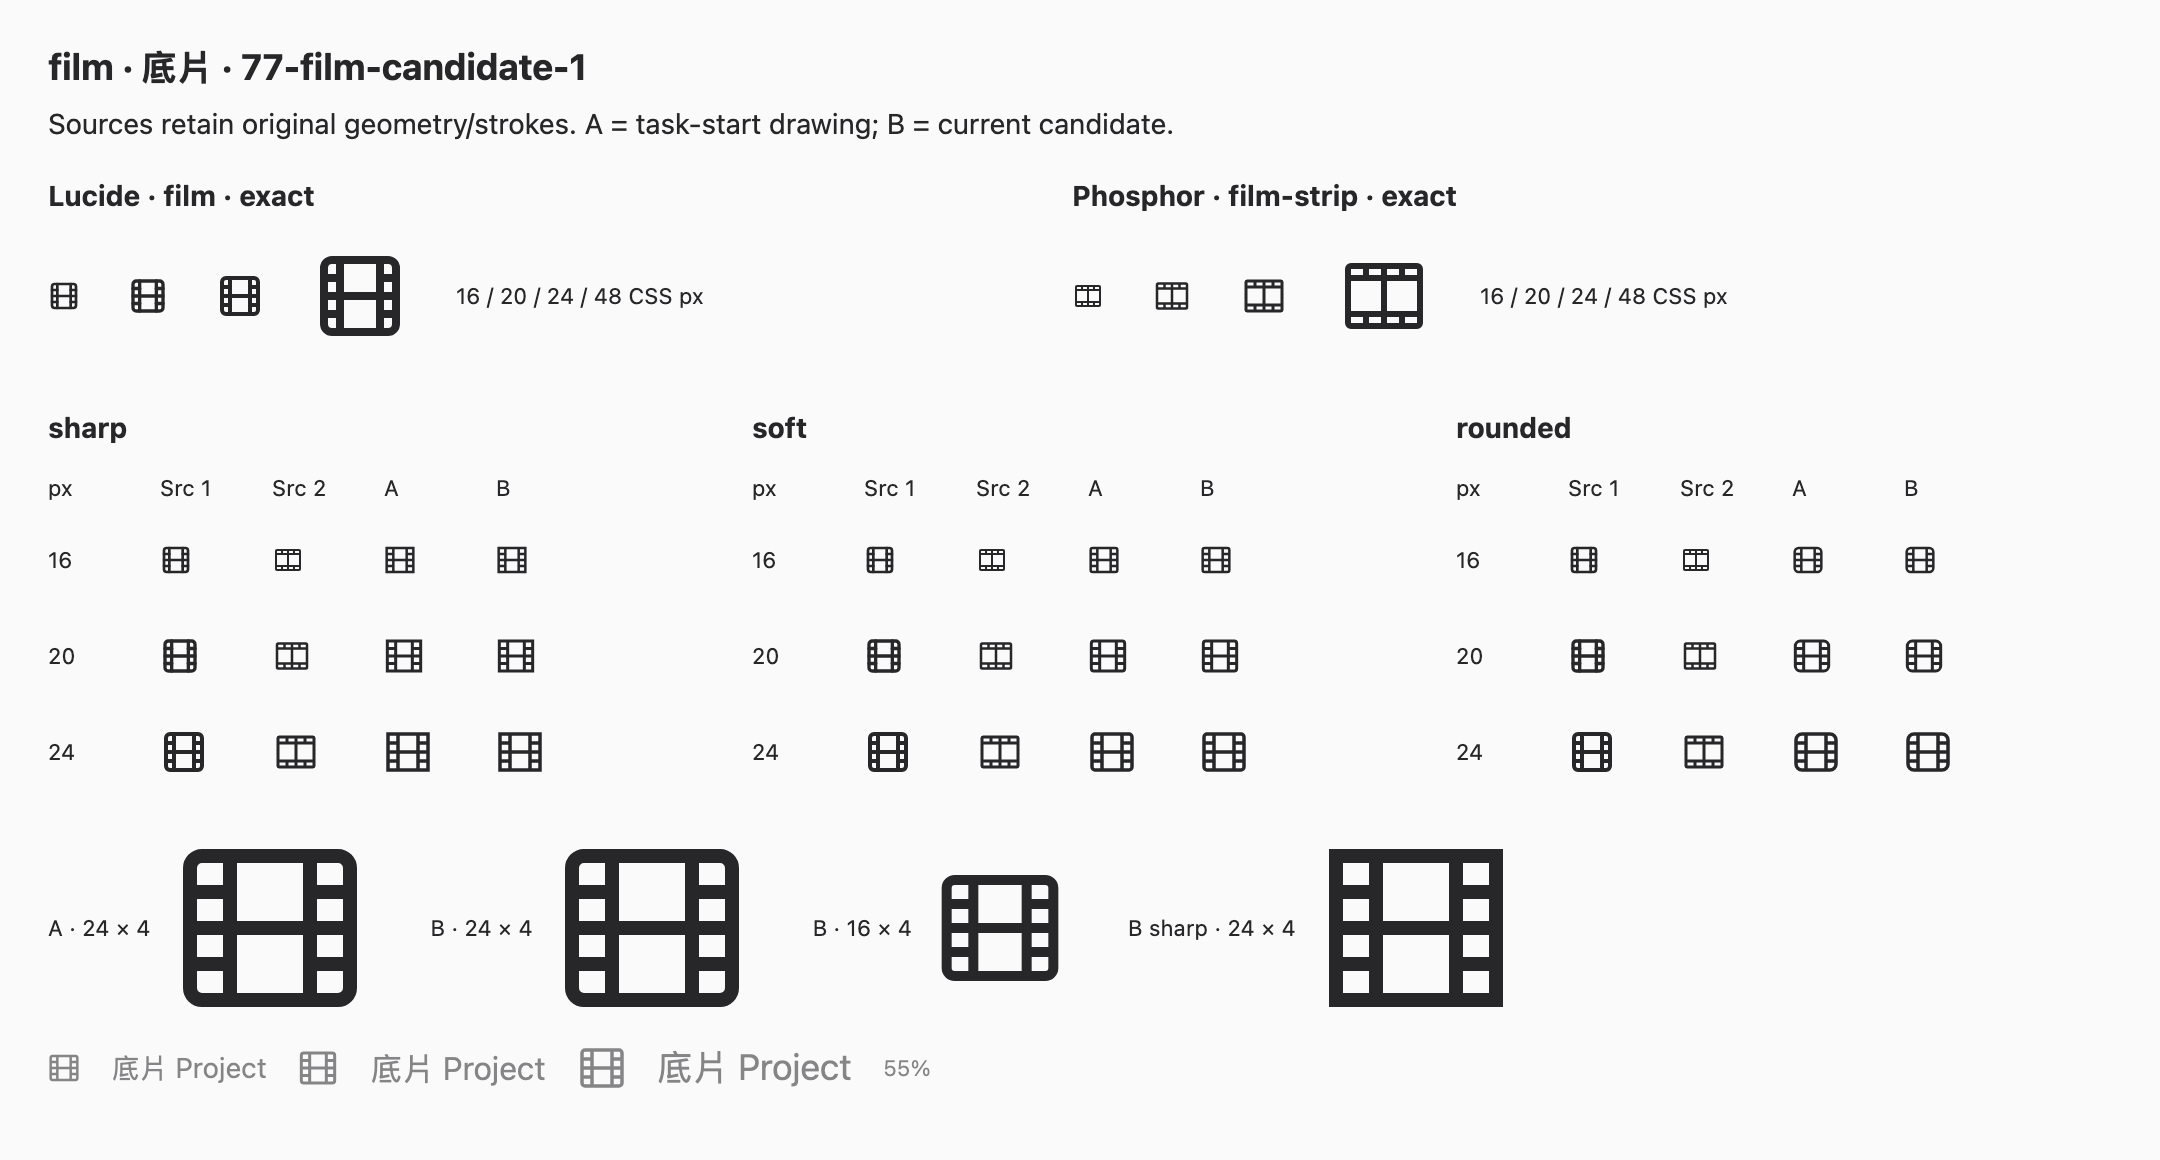 film · 底片 · 77-film-candidate-1
Sources retain original geometry/strokes. A = task-start drawing; B = current candidate.
Lucide · film · exact
Phosphor · film-strip · exact
16 / 20 / 24 / 48 CSS px
16 / 20 / 24 / 48 CSS px
sharp
soft
rounded
px Src 1 Src 2 A B
px Src 1 Src 2 A B
px Src 1 Src 2 A B
16
16
16
20
20
20
24
24
24
A · 24 × 4
B · 24 × 4
B · 16 × 4
B sharp · 24 × 4
底片 Project
底片 Project
底片 Project
55%